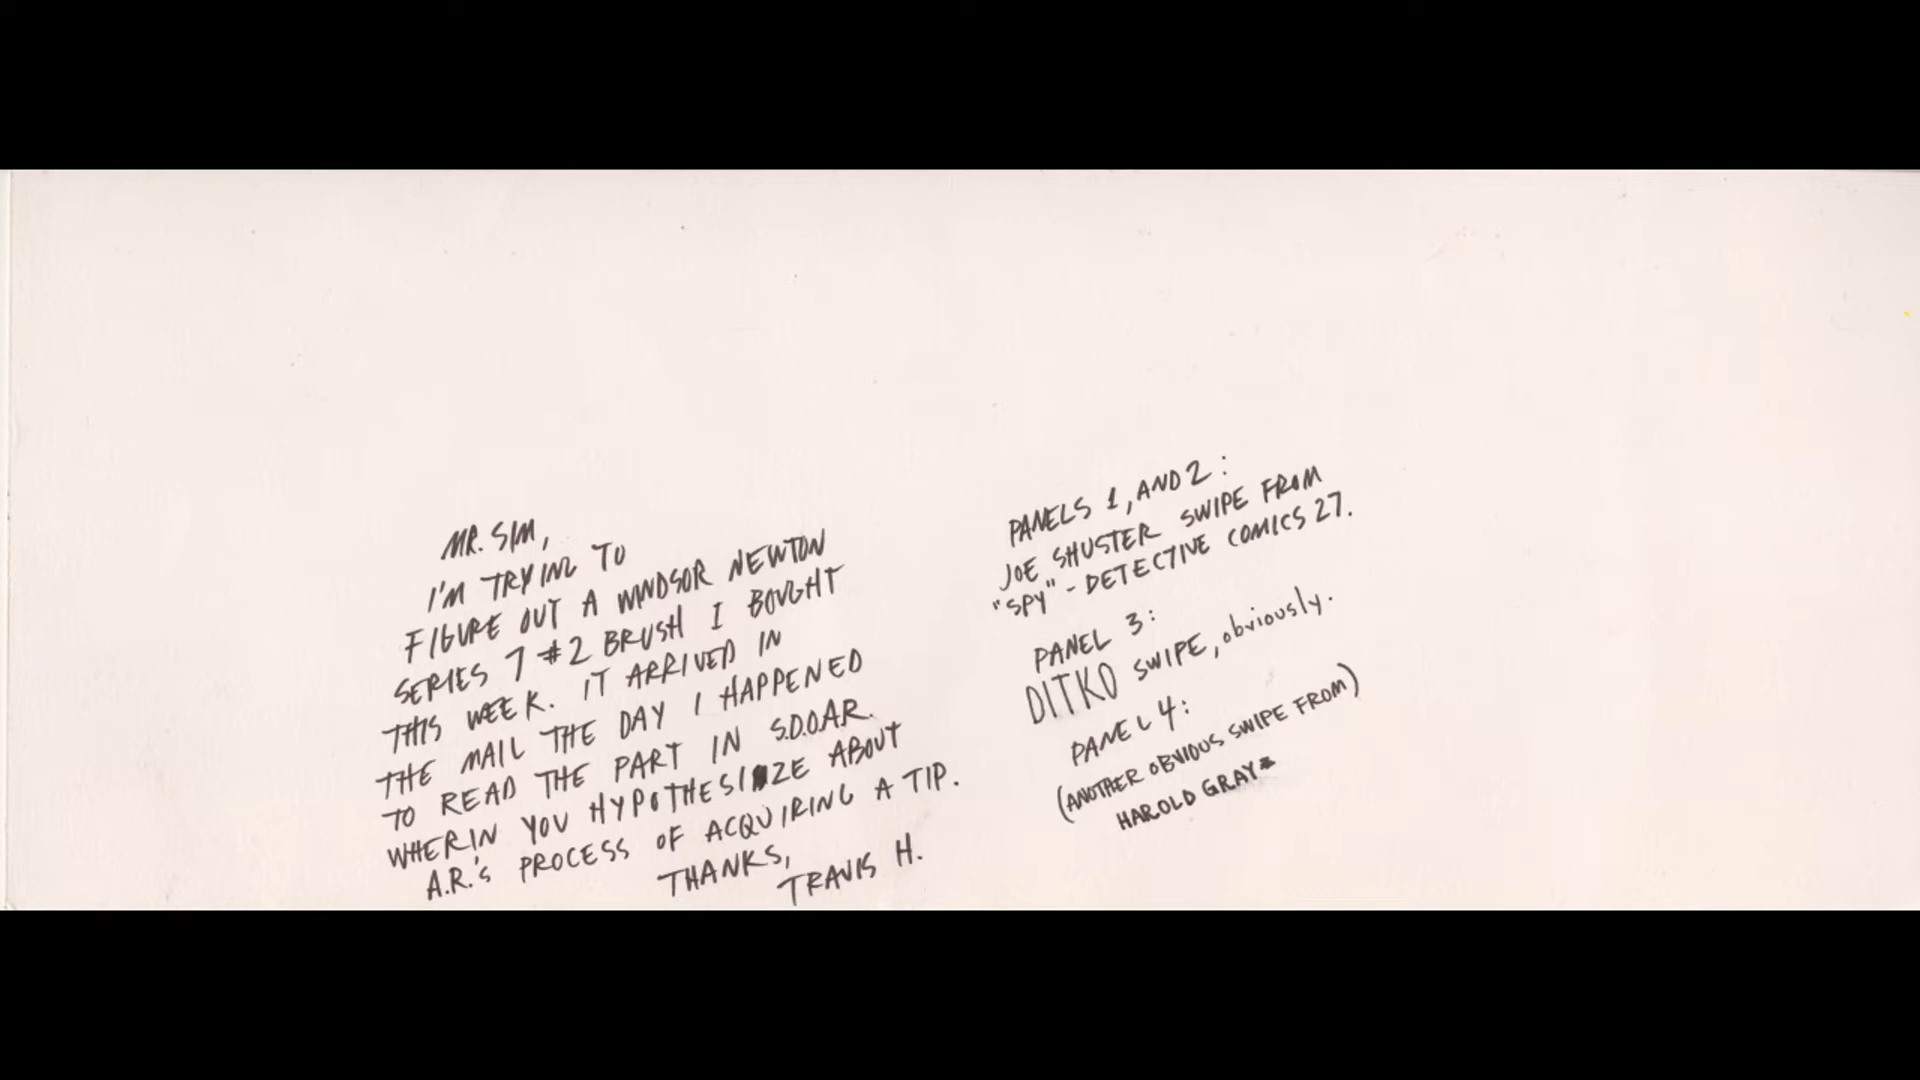 MR. SIM,
I'M TRYING TO
FIGURE OUT A WINDSOR NEWTON
SERIES 7 #2 BRUSH I BOUGHT
THIS WEEK. IT ARRIVED IN
THE MAIL THE DAY I HAPPENED
TO READ THE PART IN S.D.O.A.R.
WHERIN YOU HYPOTHESIZE ABOUT
A.R.'s PROCESS OF ACQUIRING A TIP.
THANKS,
TRAVIS H.
PANELS 1, AND 2:
JOE SHUSTER SWIPE FROM
"SPY" - DETECTIVE COMICS 27.
PANEL 3:
DITKO SWIPE, obviously.
PANEL 4:
(ANOTHER OBVIOUS SWIPE FROM)
HAROLD GRAY*